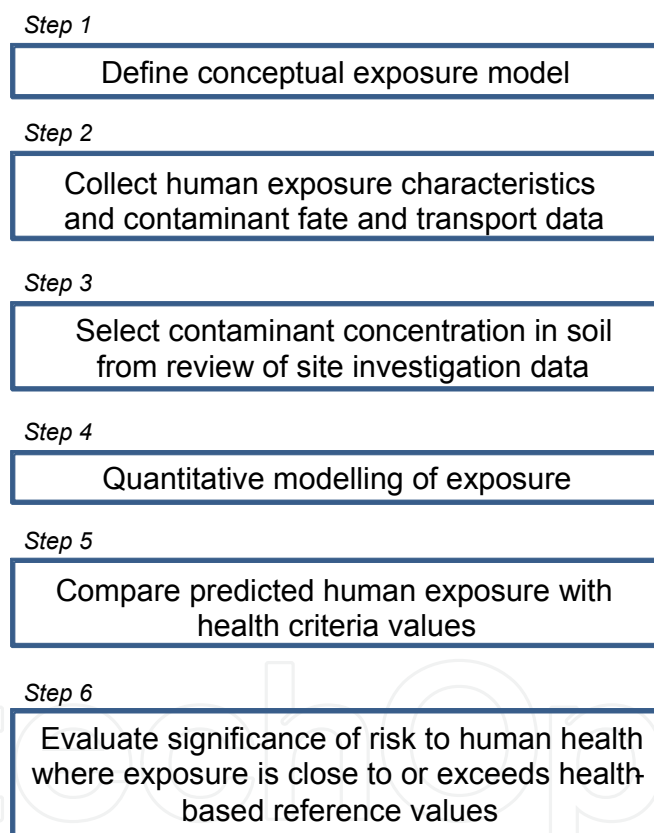 Step 1
Define conceptual exposure model
Step 2
Collect human exposure characteristics
and contaminant fate and transport data
Step 3
Select contaminant concentration in soil
from review of site investigation data
Step 4
Quantitative modelling of exposure
Step 5
Compare predicted human exposure with
health criteria values
Step 6
Evaluate significance of risk to human health
where exposure is close to or exceeds health-
based reference values